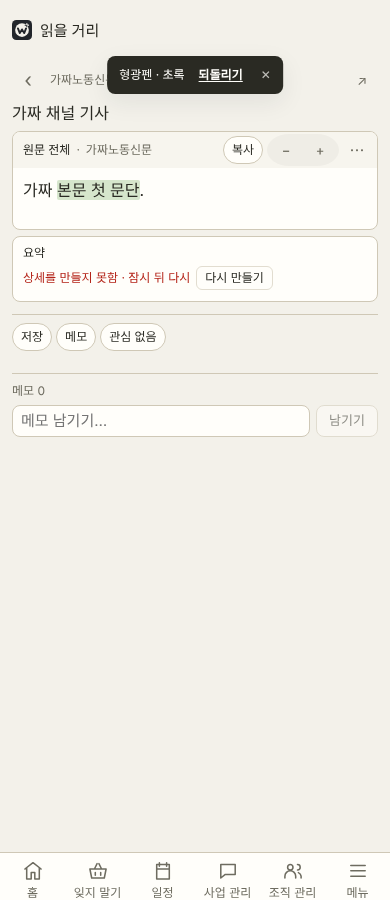 읽을 거리
형광펜 · 초록 되돌리기 ×
가짜노동신
가짜 채널 기사
원문 전체 · 가짜노동신문 복사 − + ⋯
가짜 본문 첫 문단.
요약
상세를 만들지 못함 · 잠시 뒤 다시 다시 만들기
저장 메모 관심 없음
메모 0
메모 남기기... 남기기
홈 잊지 말기 일정 사업 관리 조직 관리 메뉴